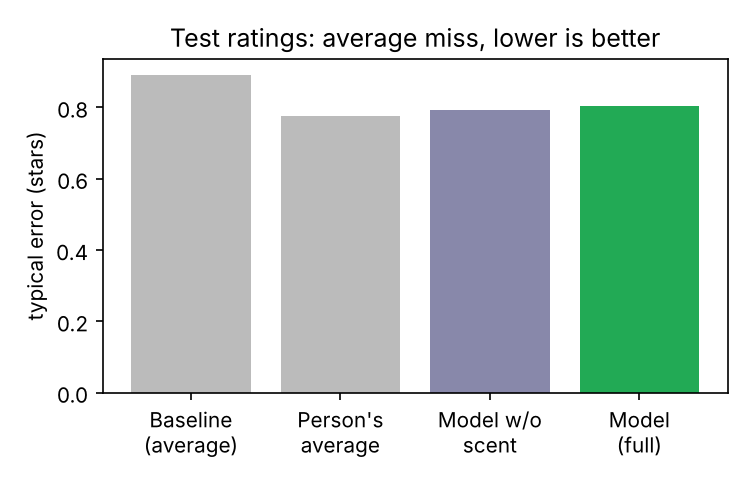 Test ratings: average miss, lower is better
typical error (stars)
0.8
0.6
0.4
0.2
0.0
Baseline
(average)
Person's
average
Model w/o
scent
Model
(full)